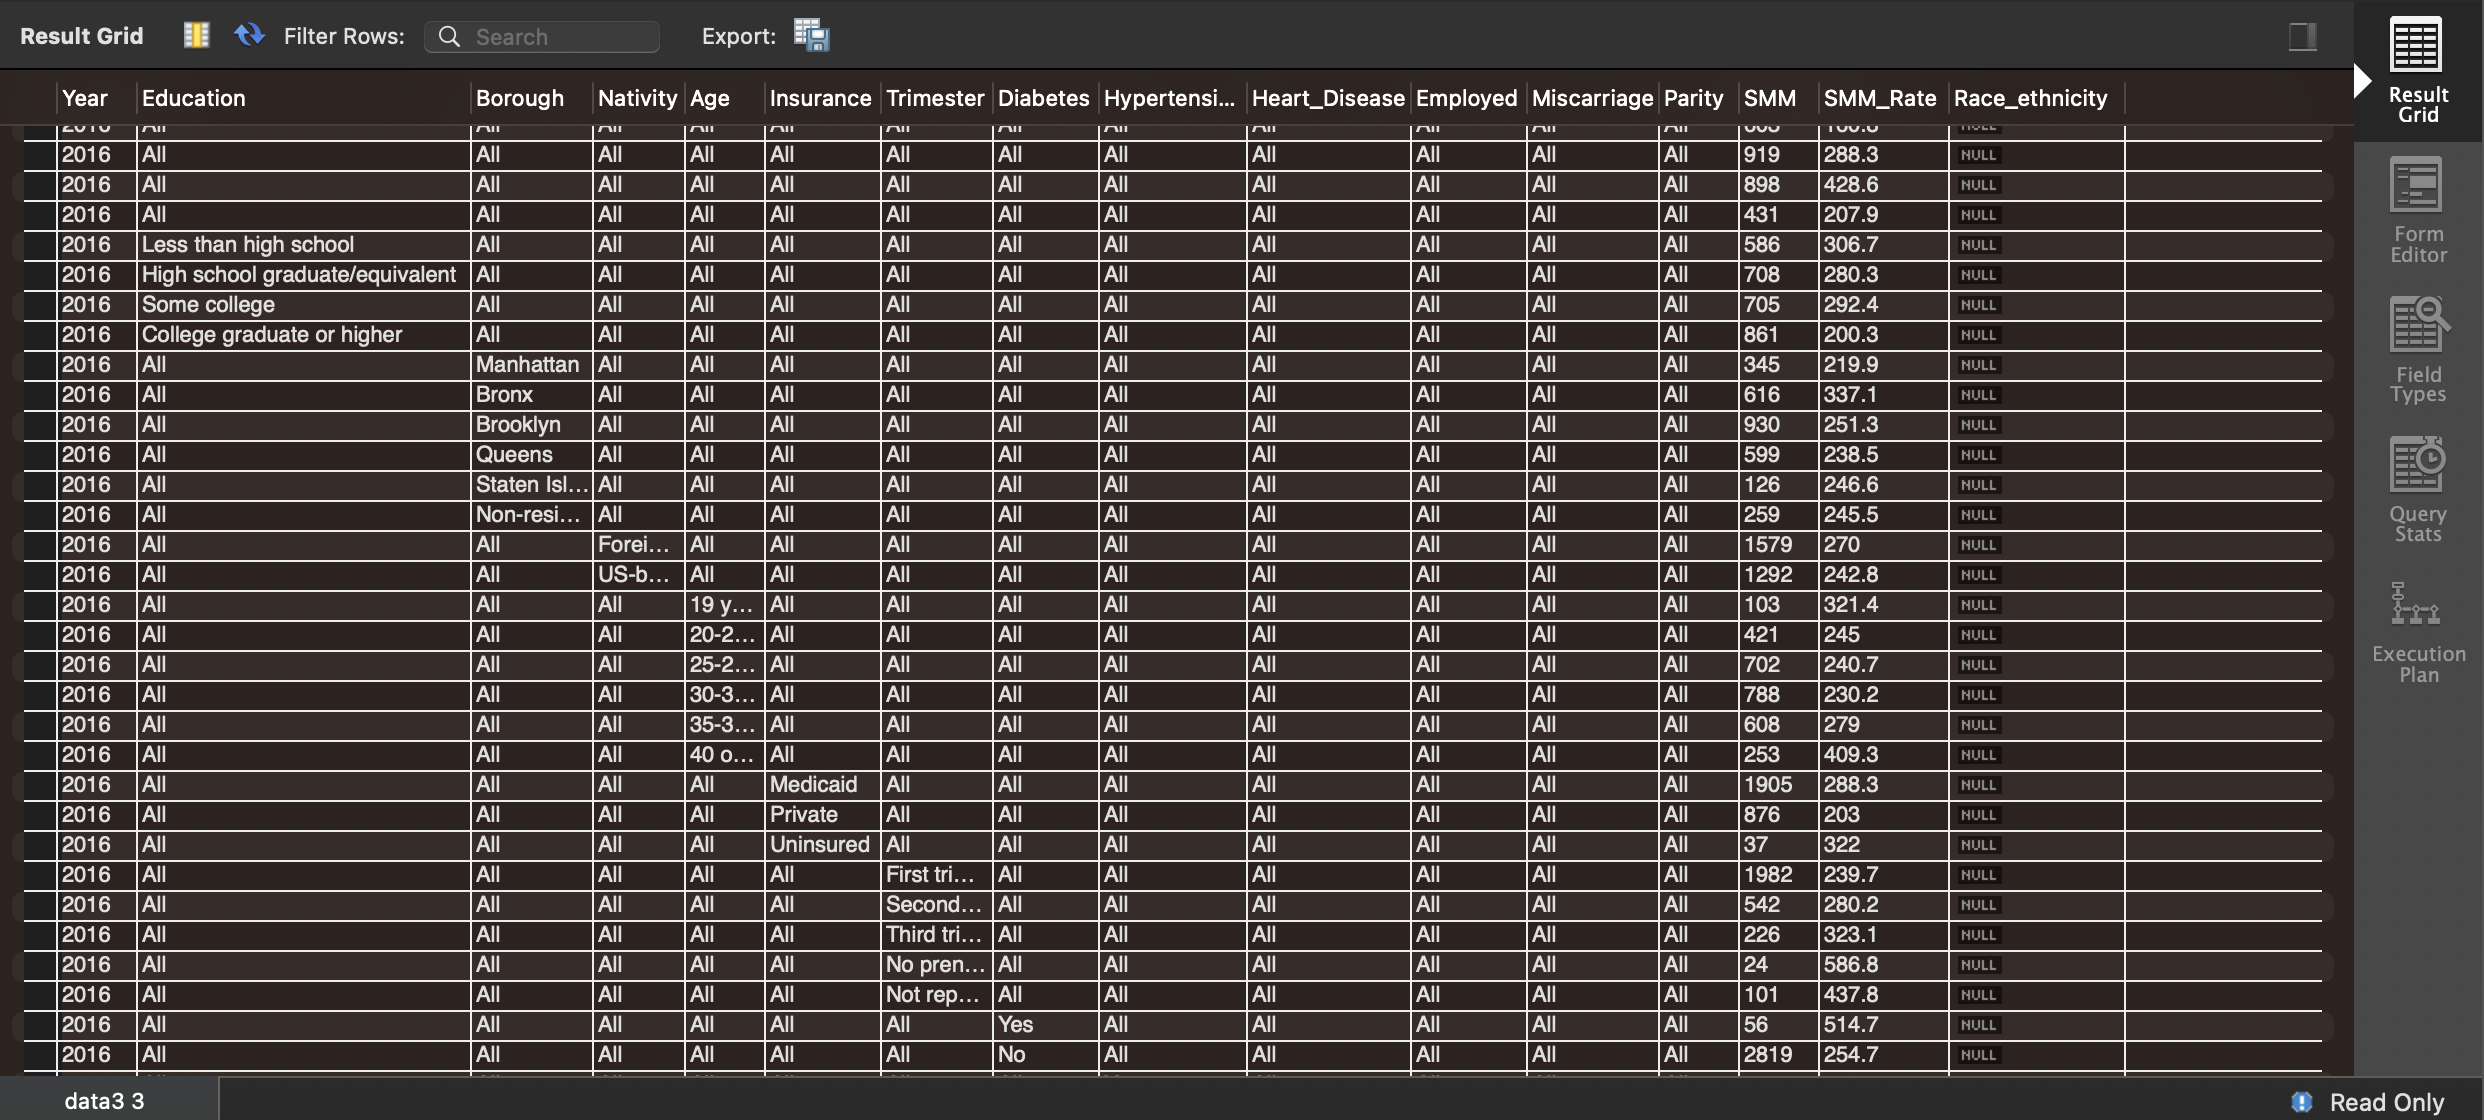 Result Grid Filter Rows: Search Export:
Year Education Borough Nativity Age Insurance Trimester Diabetes Hypertensi... Heart_Disease Employed Miscarriage Parity SMM SMM_Rate Race_ethnicity
2016 All All All All All All All All All All All All 919 288.3 NULL
2016 All All All All All All All All All All All All 898 428.6 NULL
2016 All All All All All All All All All All All All 431 207.9 NULL
2016 Less than high school All All All All All All All All All All All 586 306.7 NULL
2016 High school graduate/equivalent All All All All All All All All All All All 708 280.3 NULL
2016 Some college All All All All All All All All All All All 705 292.4 NULL
2016 College graduate or higher All All All All All All All All All All All 861 200.3 NULL
2016 All Manhattan All All All All All All All All All All 345 219.9 NULL
2016 All Bronx All All All All All All All All All All 616 337.1 NULL
2016 All Brooklyn All All All All All All All All All All 930 251.3 NULL
2016 All Queens All All All All All All All All All All 599 238.5 NULL
2016 All Staten Isl... All All All All All All All All All All 126 246.6 NULL
2016 All Non-resi... All All All All All All All All All All 259 245.5 NULL
2016 All All Forei... All All All All All All All All All 1579 270 NULL
2016 All All US-b... All All All All All All All All All 1292 242.8 NULL
2016 All All All 19 y... All All All All All All All All 103 321.4 NULL
2016 All All All 20-2... All All All All All All All All 421 245 NULL
2016 All All All 25-2... All All All All All All All All 702 240.7 NULL
2016 All All All 30-3... All All All All All All All All 788 230.2 NULL
2016 All All All 35-3... All All All All All All All All 608 279 NULL
2016 All All All 40 o... All All All All All All All All 253 409.3 NULL
2016 All All All All Medicaid All All All All All All All 1905 288.3 NULL
2016 All All All All Private All All All All All All All 876 203 NULL
2016 All All All All Uninsured All All All All All All All 37 322 NULL
2016 All All All All All First tri... All All All All All All 1982 239.7 NULL
2016 All All All All All Second... All All All All All All 542 280.2 NULL
2016 All All All All All Third tri... All All All All All All 226 323.1 NULL
2016 All All All All All No pren... All All All All All All 24 586.8 NULL
2016 All All All All All Not rep... All All All All All All 101 437.8 NULL
2016 All All All All All All Yes All All All All All 56 514.7 NULL
2016 All All All All All All No All All All All All 2819 254.7 NULL
Result
Grid
Form
Editor
Field
Types
Query
Stats
Execution
Plan
data3 3
Read Only